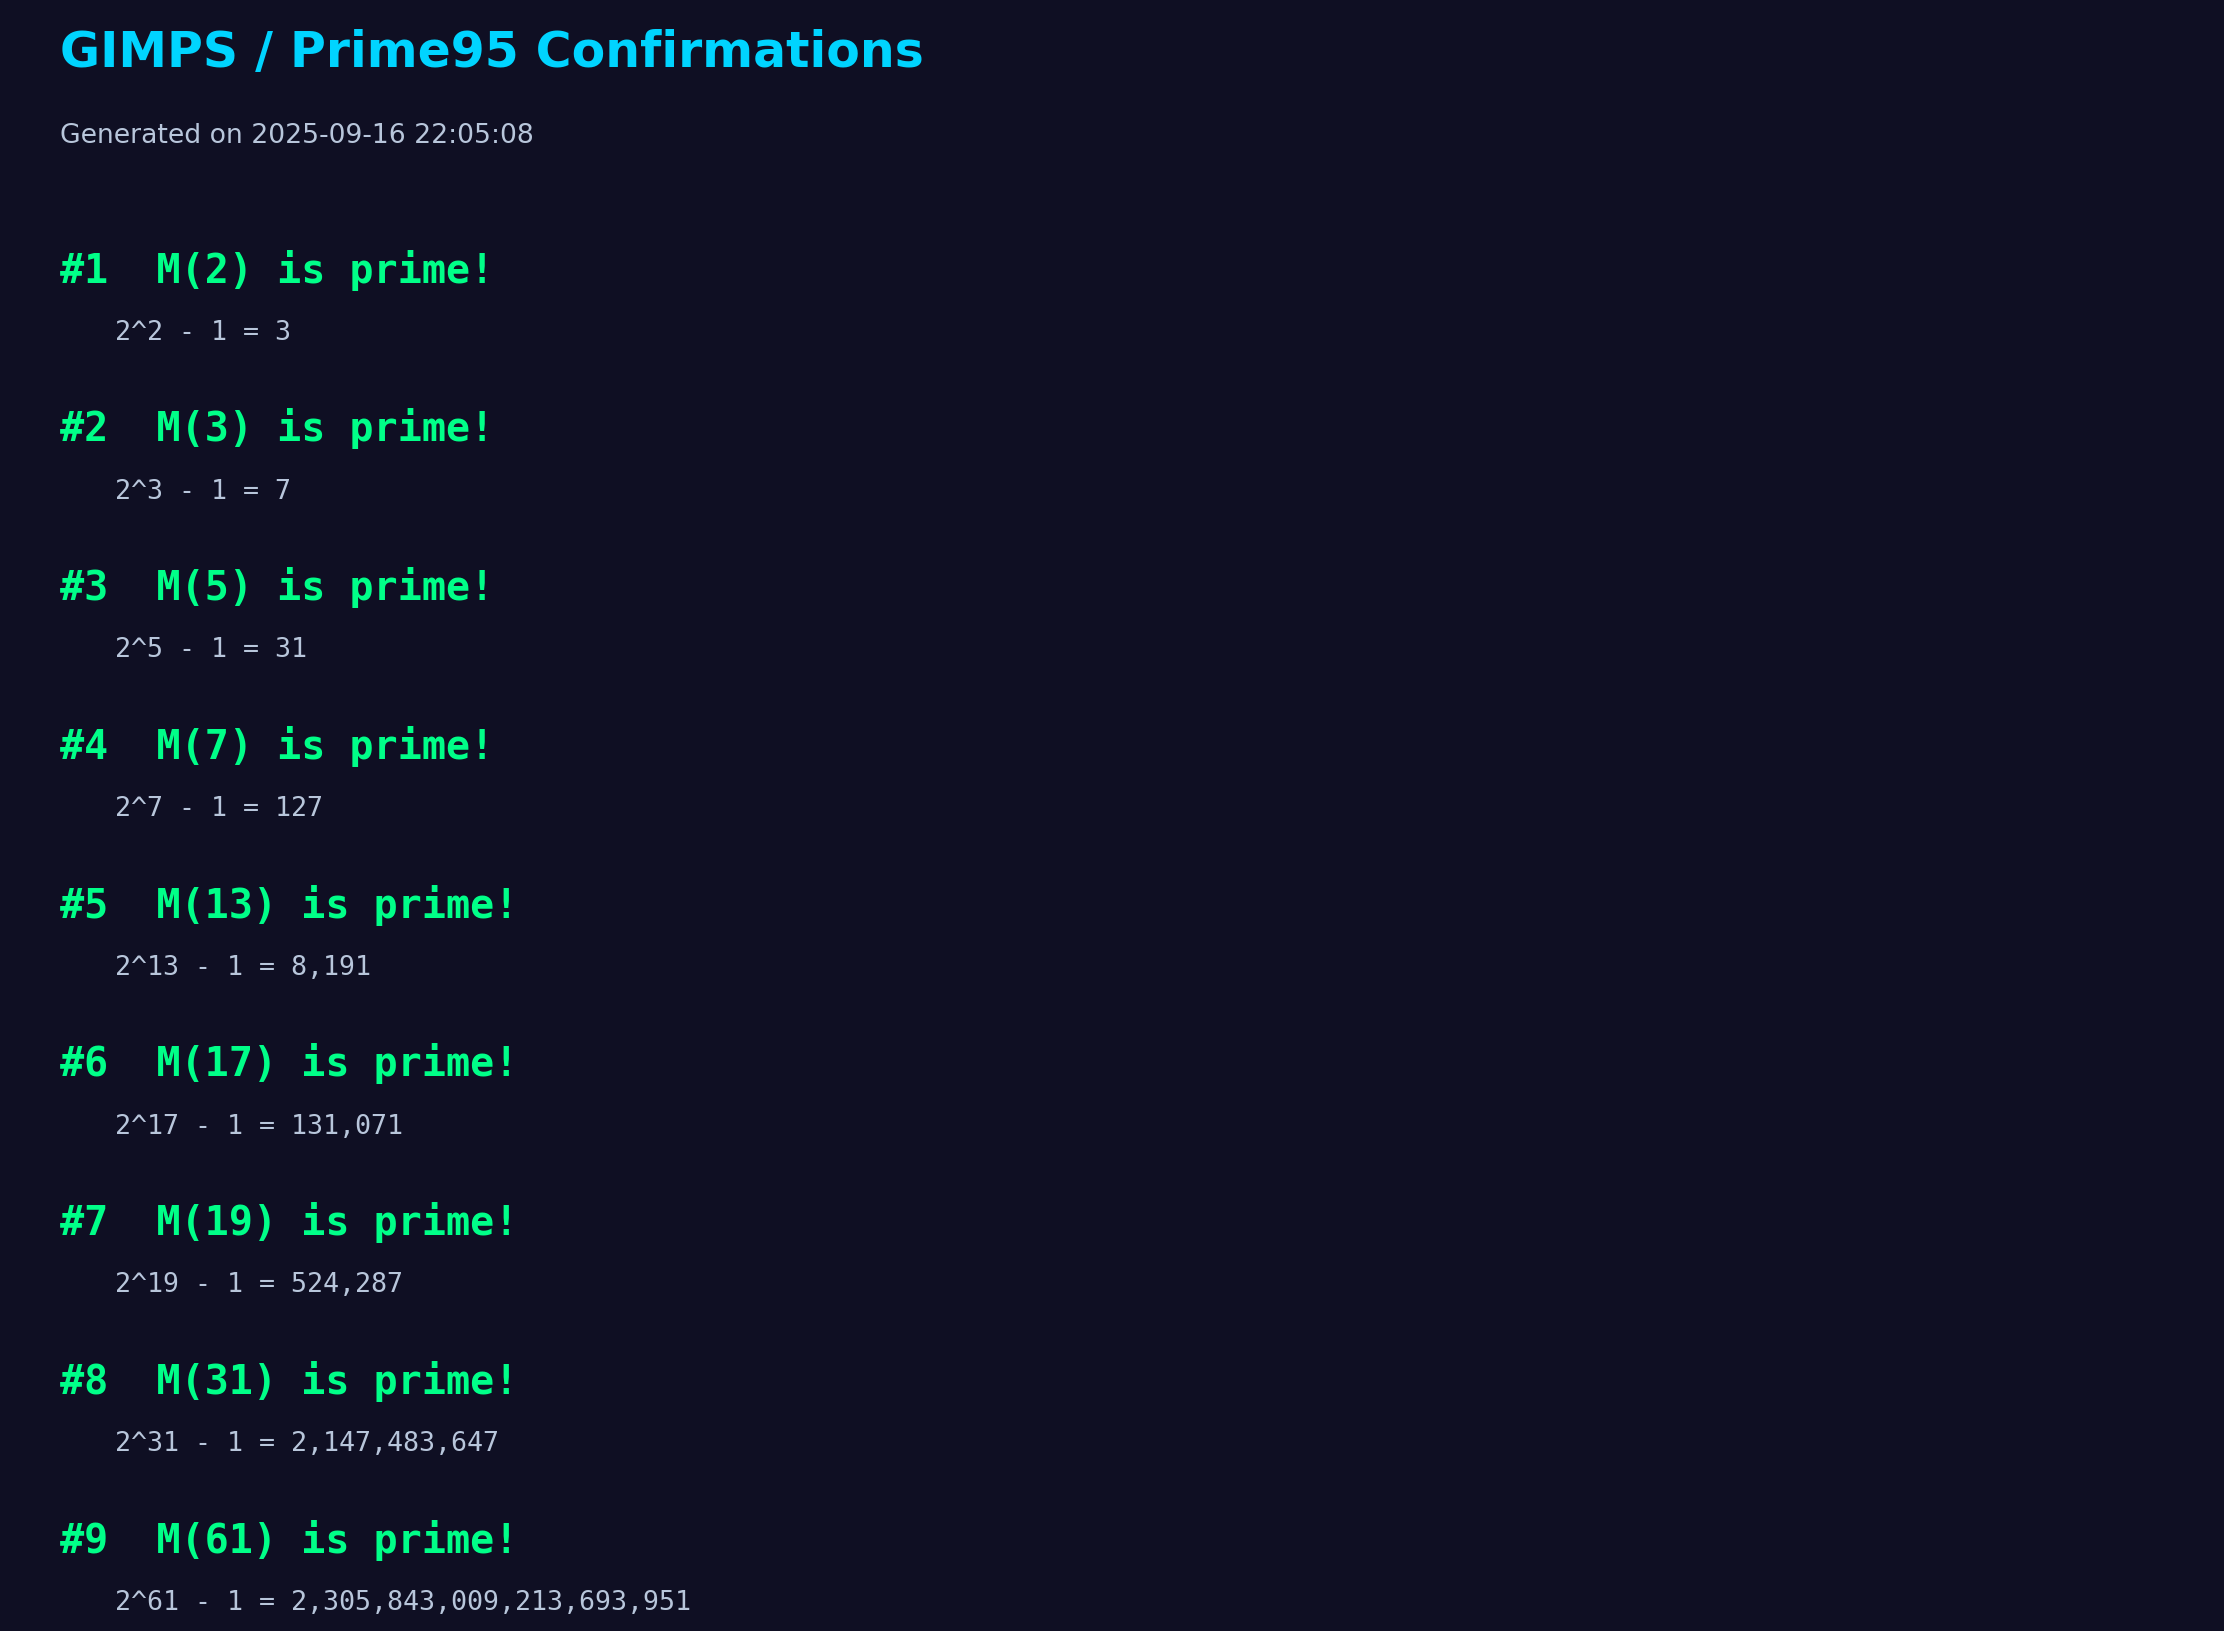 GIMPS / Prime95 Confirmations
Generated on 2025-09-16 22:05:08
#1  M(2) is prime!
2^2 - 1 = 3
#2  M(3) is prime!
2^3 - 1 = 7
#3  M(5) is prime!
2^5 - 1 = 31
#4  M(7) is prime!
2^7 - 1 = 127
#5  M(13) is prime!
2^13 - 1 = 8,191
#6  M(17) is prime!
2^17 - 1 = 131,071
#7  M(19) is prime!
2^19 - 1 = 524,287
#8  M(31) is prime!
2^31 - 1 = 2,147,483,647
#9  M(61) is prime!
2^61 - 1 = 2,305,843,009,213,693,951